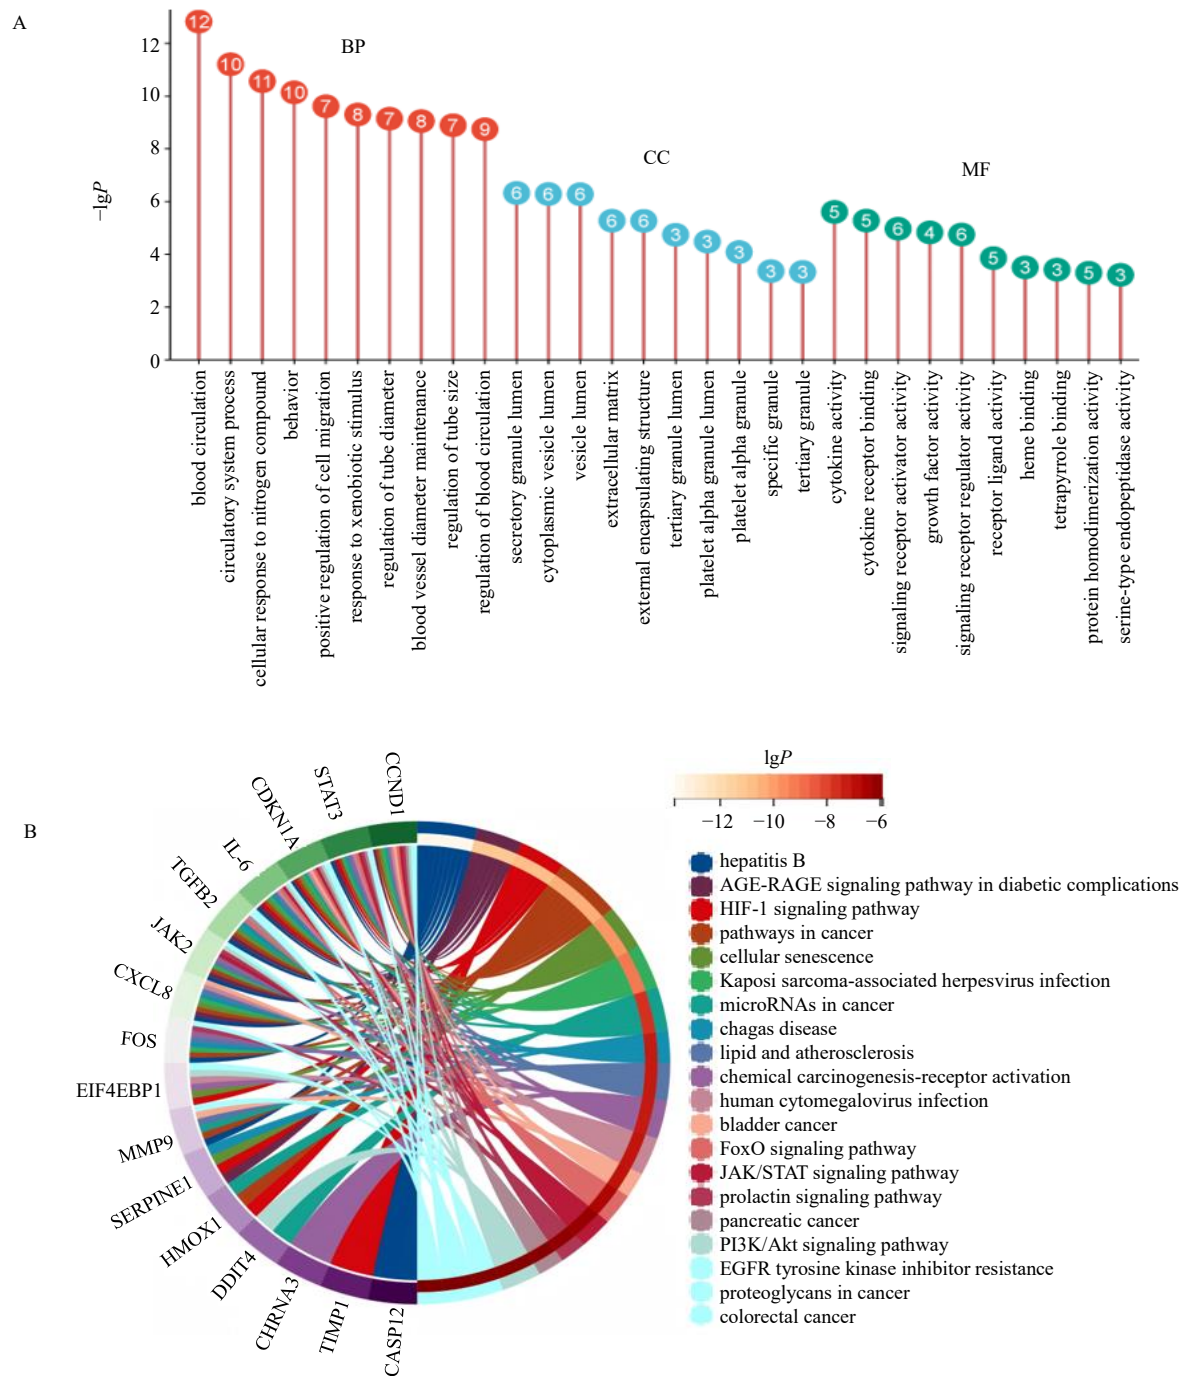 A
BP
CC
MF
−lgP
12
10
8
6
4
2
0
12
10
11
10
7
8
7
8
7
9
6
6
6
6
6
3
3
3
3
3
5
5
6
4
6
5
3
3
5
3
blood circulation
circulatory system process
cellular response to nitrogen compound
behavior
positive regulation of cell migration
response to xenobiotic stimulus
regulation of tube diameter
blood vessel diameter maintenance
regulation of tube size
regulation of blood circulation
secretory granule lumen
cytoplasmic vesicle lumen
vesicle lumen
extracellular matrix
external encapsulating structure
tertiary granule lumen
platelet alpha granule lumen
platelet alpha granule
specific granule
tertiary granule
cytokine activity
cytokine receptor binding
signaling receptor activator activity
growth factor activity
signaling receptor regulator activity
receptor ligand activity
heme binding
tetrapyrrole binding
protein homodimerization activity
serine-type endopeptidase activity
B
CCND1
STAT3
CDKN1A
IL-6
TGFB2
JAK2
CXCL8
FOS
EIF4EBP1
MMP9
SERPINE1
HMOX1
DDIT4
CHRNA3
TIMP1
CASP12
lgP
−12 −10 −8 −6
hepatitis B
AGE-RAGE signaling pathway in diabetic complications
HIF-1 signaling pathway
pathways in cancer
cellular senescence
Kaposi sarcoma-associated herpesvirus infection
microRNAs in cancer
chagas disease
lipid and atherosclerosis
chemical carcinogenesis-receptor activation
human cytomegalovirus infection
bladder cancer
FoxO signaling pathway
JAK/STAT signaling pathway
prolactin signaling pathway
pancreatic cancer
PI3K/Akt signaling pathway
EGFR tyrosine kinase inhibitor resistance
proteoglycans in cancer
colorectal cancer